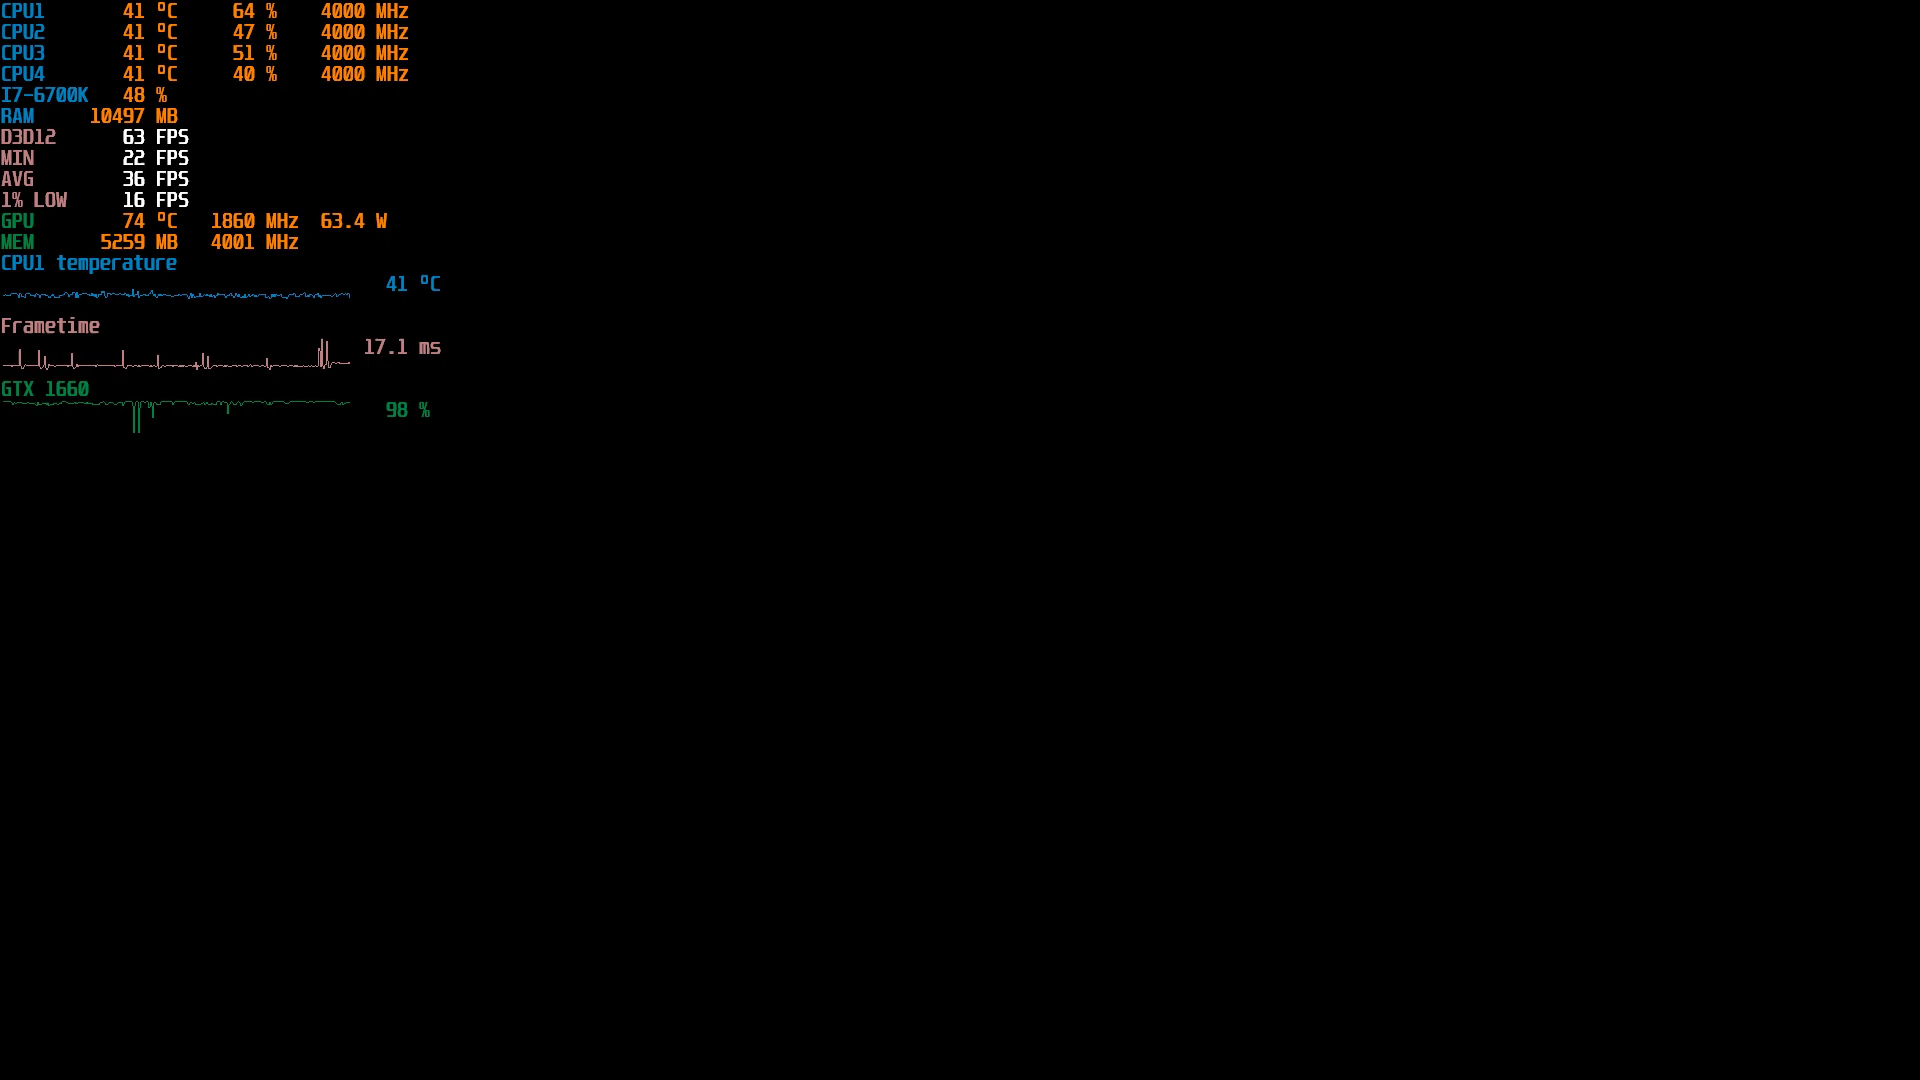 CPU1 41 °C 64 % 4000 MHz
CPU2 41 °C 47 % 4000 MHz
CPU3 41 °C 51 % 4000 MHz
CPU4 41 °C 40 % 4000 MHz
I7-6700K 48 %
RAM 10497 MB
D3D12 63 FPS
MIN 22 FPS
AVG 36 FPS
1% LOW 16 FPS
GPU 74 °C 1860 MHz 63.4 W
MEM 5259 MB 4001 MHz
CPU1 temperature
41 °C
Frametime
17.1 ms
GTX 1660
98 %